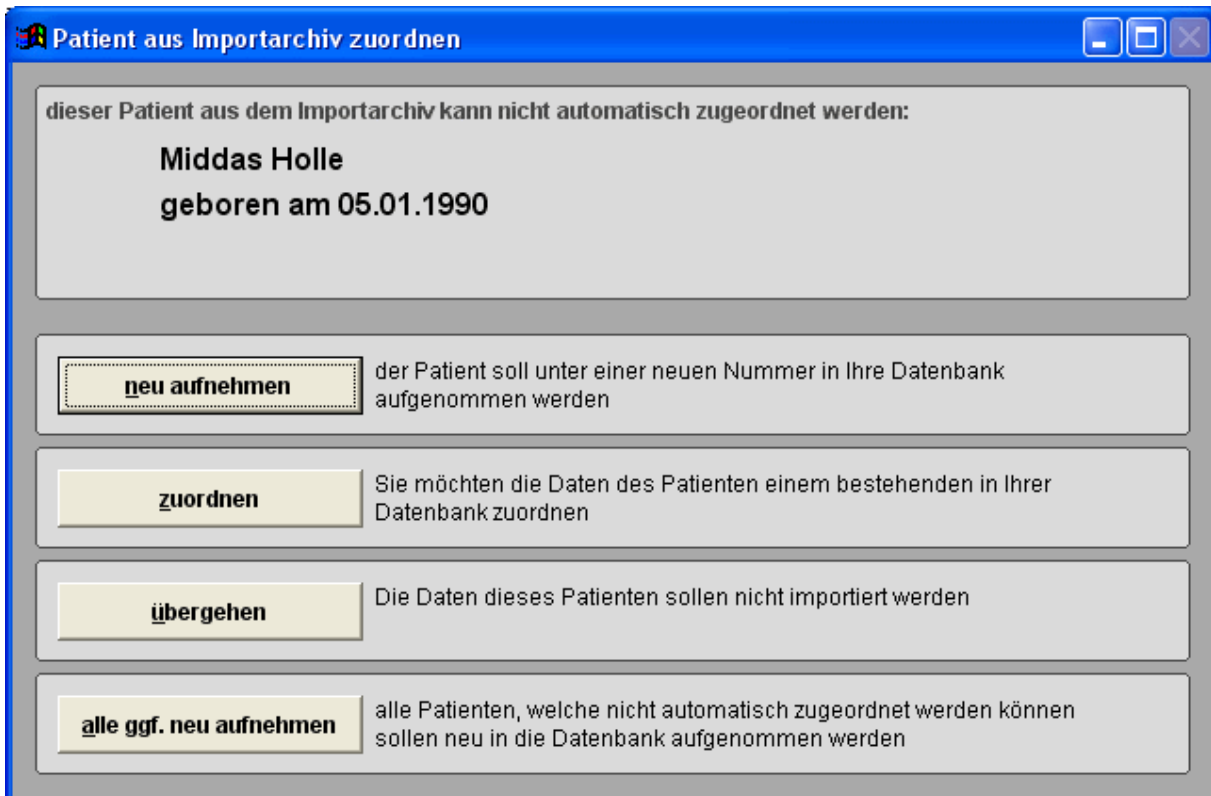 Patient aus Importarchiv zuordnen
dieser Patient aus dem Importarchiv kann nicht automatisch zugeordnet werden:
Middas Holle
geboren am 05.01.1990
neu aufnehmen
der Patient soll unter einer neuen Nummer in Ihre Datenbank
aufgenommen werden
zuordnen
Sie möchten die Daten des Patienten einem bestehenden in Ihrer
Datenbank zuordnen
übergehen
Die Daten dieses Patienten sollen nicht importiert werden
alle ggf. neu aufnehmen
alle Patienten, welche nicht automatisch zugeordnet werden können
sollen neu in die Datenbank aufgenommen werden